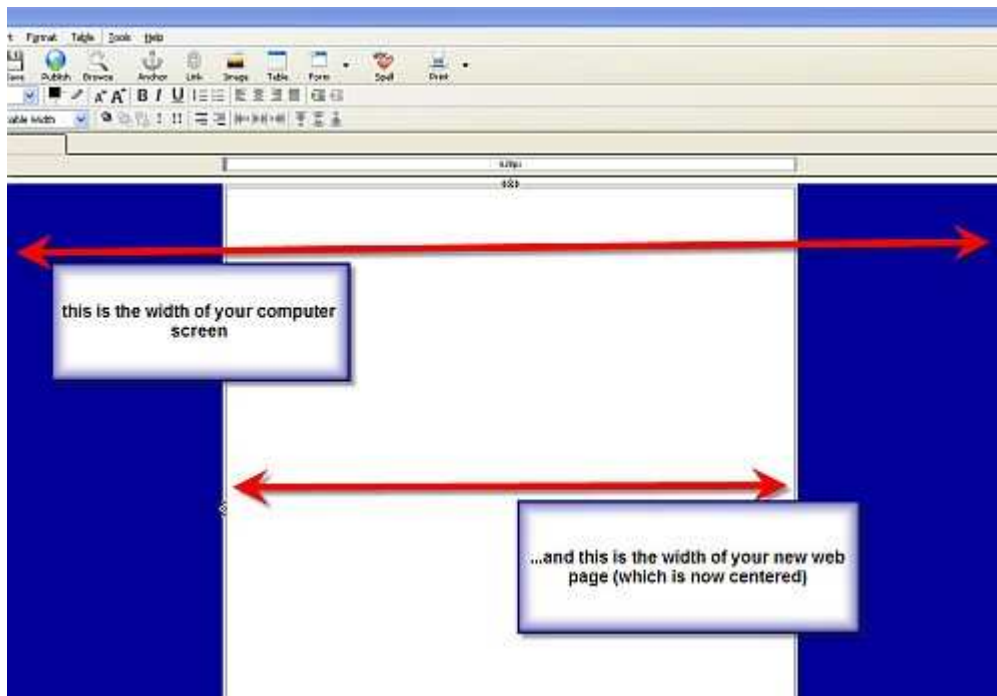 Format Table Tools Help
Save Publish Browse Anchor Link Image Table Form Spell Print
B I U
this is the width of your computer
screen
...and this is the width of your new web
page (which is now centered)